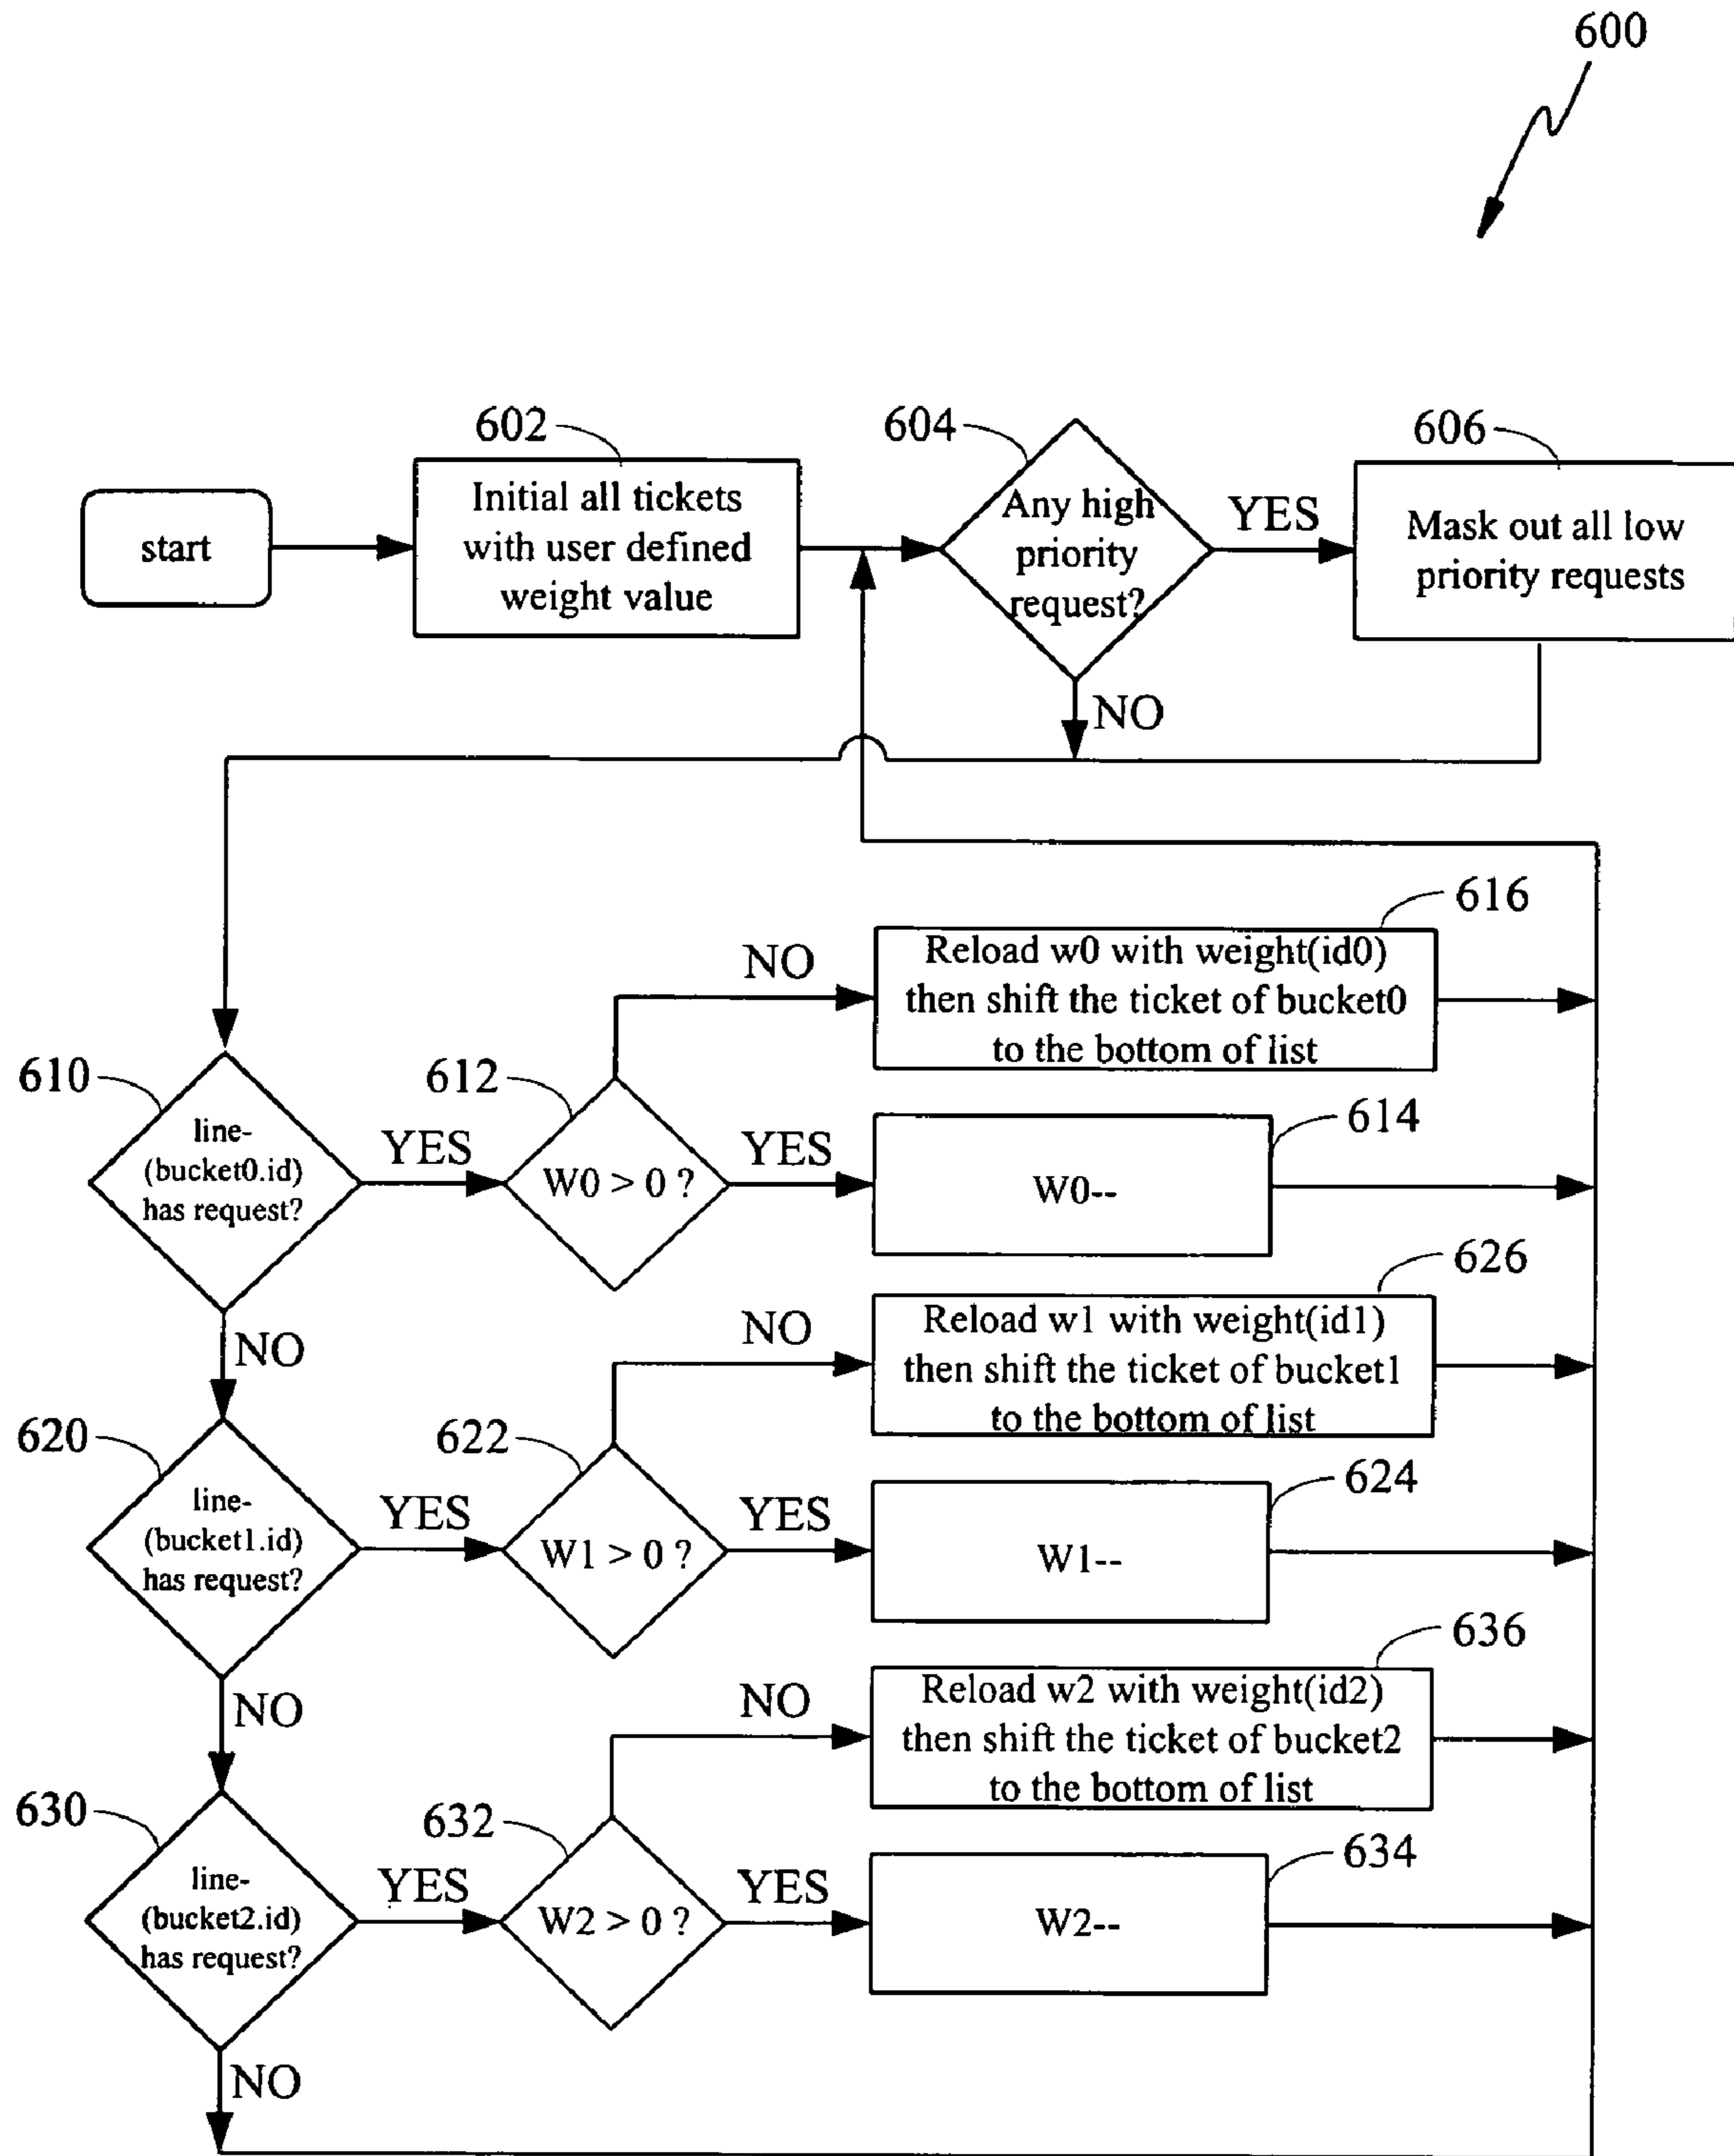 600
602
604
606
start
Initial all tickets
with user defined
weight value
Any high
priority
request?
YES
Mask out all low
priority requests
NO
616
NO
Reload w0 with weight(id0)
then shift the ticket of bucket0
to the bottom of list
610
612
614
line-
(bucket0.id)
has request?
YES
W0 > 0 ?
YES
W0--
626
NO
NO
Reload w1 with weight(id1)
then shift the ticket of bucket1
to the bottom of list
620
622
624
line-
(bucket1.id)
has request?
YES
W1 > 0 ?
YES
W1--
636
NO
NO
Reload w2 with weight(id2)
then shift the ticket of bucket2
to the bottom of list
630
632
634
line-
(bucket2.id)
has request?
YES
W2 > 0 ?
YES
W2--
NO